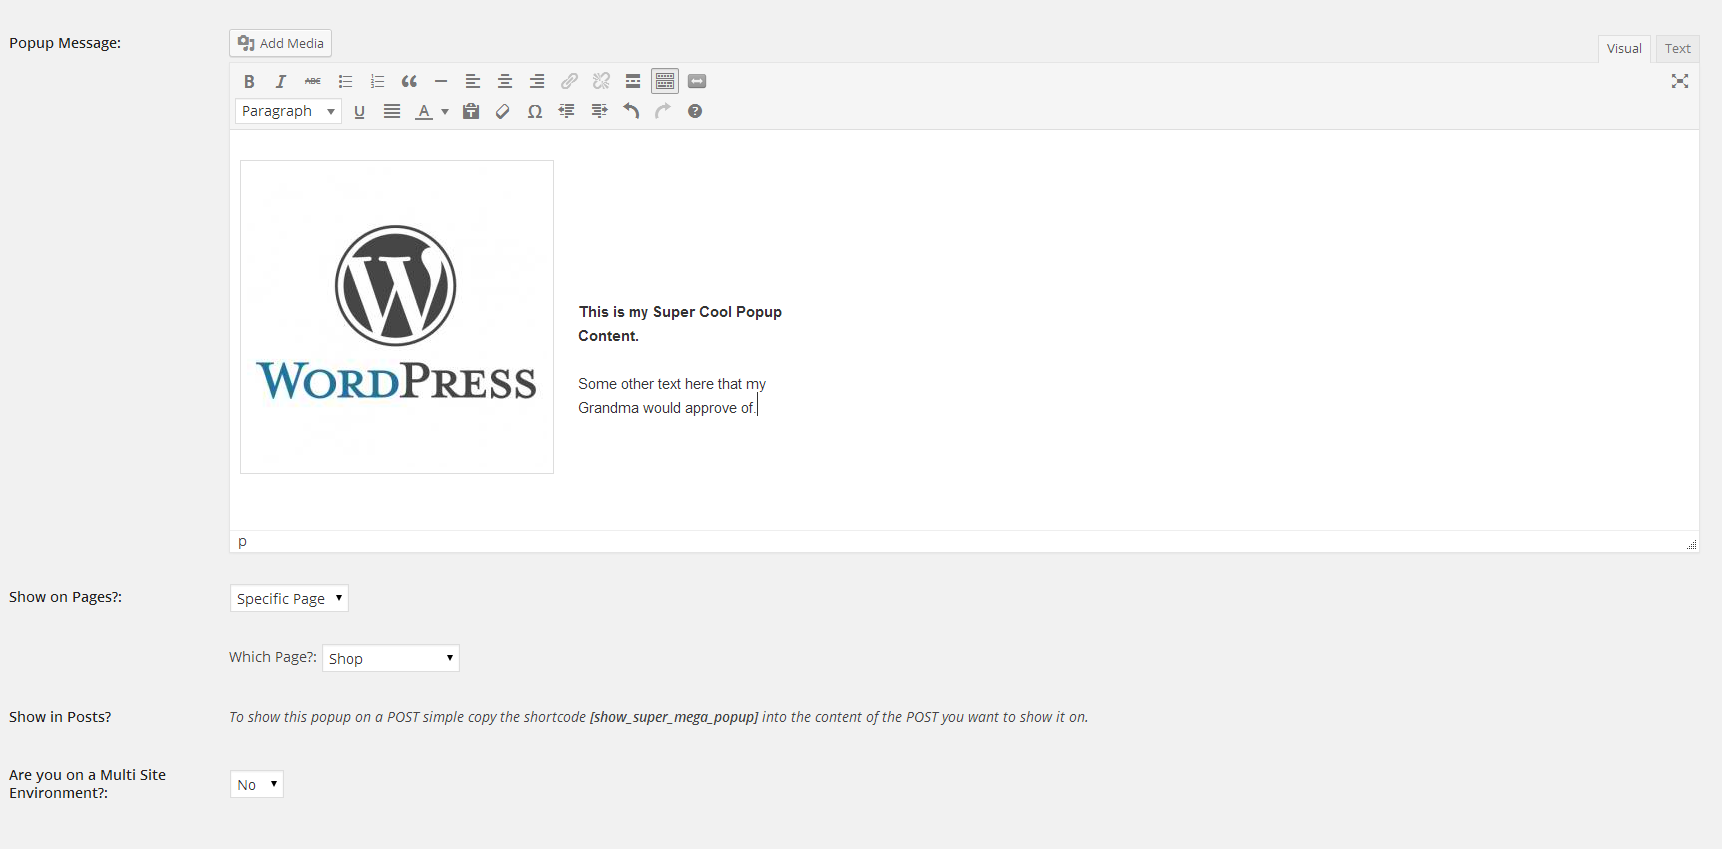 Popup Message:
Add Media
Visual
Text
B I ABC
Paragraph
U A Ω
WORDPRESS
This is my Super Cool Popup
Content.
Some other text here that my
Grandma would approve of.
p
Show on Pages?:
Specific Page
Which Page?:
Shop
Show in Posts?
To show this popup on a POST simple copy the shortcode [show_super_mega_popup] into the content of the POST you want to show it on.
Are you on a Multi Site
Environment?:
No